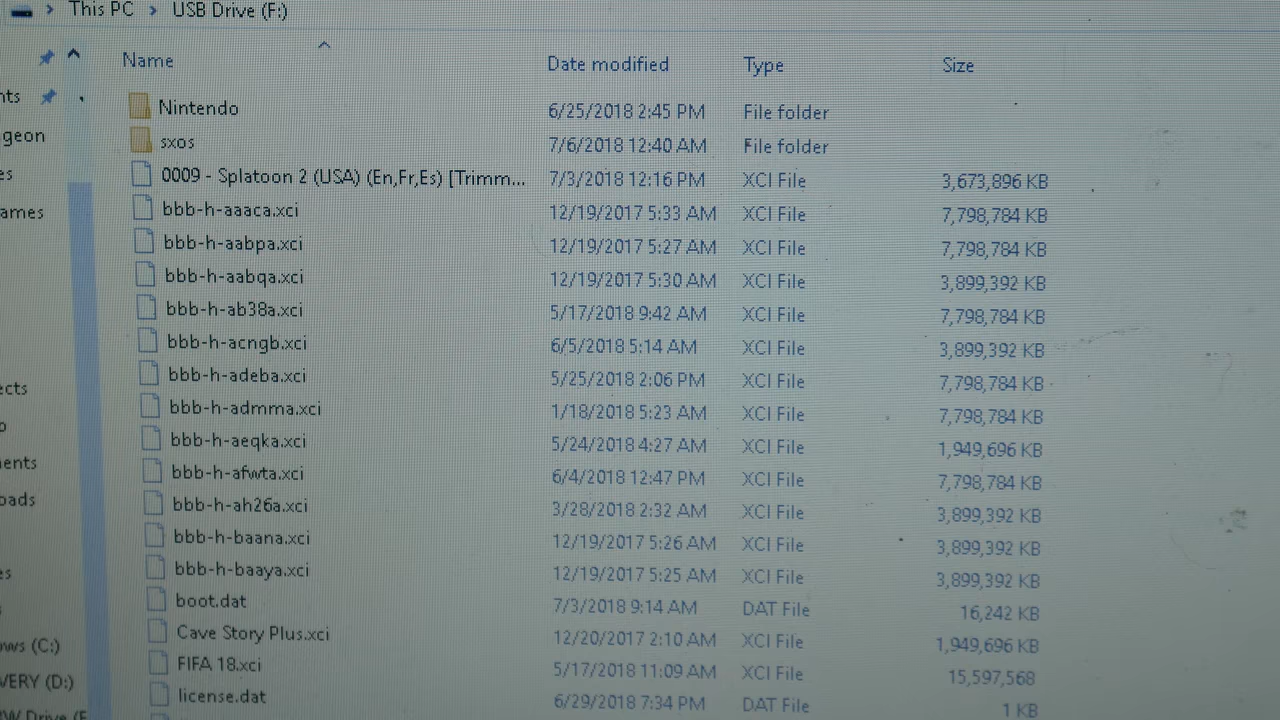 This PC > USB Drive (F:)
Name Date modified Type Size
Nintendo 6/25/2018 2:45 PM File folder
nts
sxos 7/6/2018 12:40 AM File folder
geon
0009 - Splatoon 2 (USA) (En,Fr,Es) [Trimm... 7/3/2018 12:16 PM XCI File 3,673,896 KB
es
bbb-h-aaaca.xci 12/19/2017 5:33 AM XCI File 7,798,784 KB
ames
bbb-h-aabpa.xci 12/19/2017 5:27 AM XCI File 7,798,784 KB
bbb-h-aabqa.xci 12/19/2017 5:30 AM XCI File 3,899,392 KB
bbb-h-ab38a.xci 5/17/2018 9:42 AM XCI File 7,798,784 KB
bbb-h-acngb.xci 6/5/2018 5:14 AM XCI File 3,899,392 KB
bbb-h-adeba.xci 5/25/2018 2:06 PM XCI File 7,798,784 KB
ects
bbb-h-admma.xci 1/18/2018 5:23 AM XCI File 7,798,784 KB
o
bbb-h-aeqka.xci 5/24/2018 4:27 AM XCI File 1,949,696 KB
ments
bbb-h-afwta.xci 6/4/2018 12:47 PM XCI File 7,798,784 KB
oads
bbb-h-ah26a.xci 3/28/2018 2:32 AM XCI File 3,899,392 KB
bbb-h-baana.xci 12/19/2017 5:26 AM XCI File 3,899,392 KB
es
bbb-h-baaya.xci 12/19/2017 5:25 AM XCI File 3,899,392 KB
boot.dat 7/3/2018 9:14 AM DAT File 16,242 KB
ows (C:)
Cave Story Plus.xci 12/20/2017 2:10 AM XCI File 1,949,696 KB
VERY (D:)
FIFA 18.xci 5/17/2018 11:09 AM XCI File 15,597,568
RW Drive (E
license.dat 6/29/2018 7:34 PM DAT File 1 KB